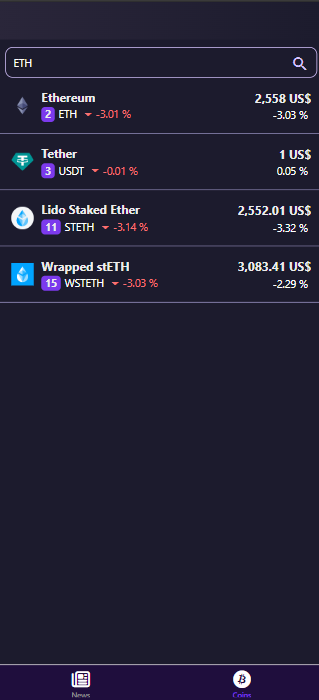 ETH
Ethereum 2,558 US$
2 ETH -3.01 % -3.03 %
Tether 1 US$
3 USDT -0.01 % 0.05 %
Lido Staked Ether 2,552.01 US$
11 STETH -3.14 % -3.32 %
Wrapped stETH 3,083.41 US$
15 WSTETH -3.03 % -2.29 %
News Coins